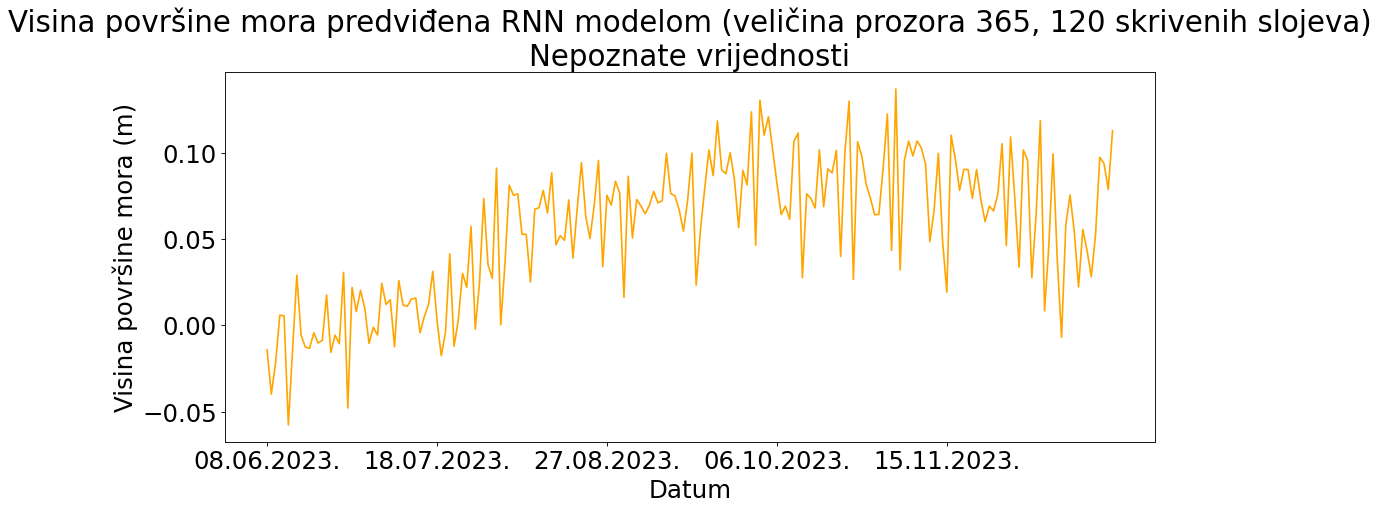 Visina površine mora predviđena RNN modelom (veličina prozora 365, 120 skrivenih slojeva)
Nepoznate vrijednosti
Visina površine mora (m)
0.10
0.05
0.00
−0.05
08.06.2023. 18.07.2023. 27.08.2023. 06.10.2023. 15.11.2023.
Datum